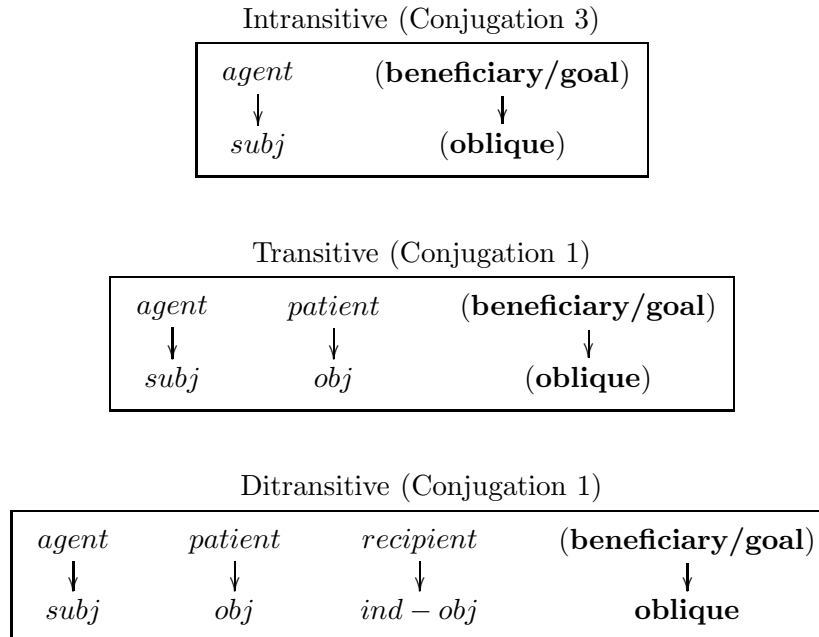 Intransitive (Conjugation 3)
agent (beneficiary/goal)
subj (oblique)
Transitive (Conjugation 1)
agent patient (beneficiary/goal)
subj obj (oblique)
Ditransitive (Conjugation 1)
agent patient recipient (beneficiary/goal)
subj obj ind − obj oblique